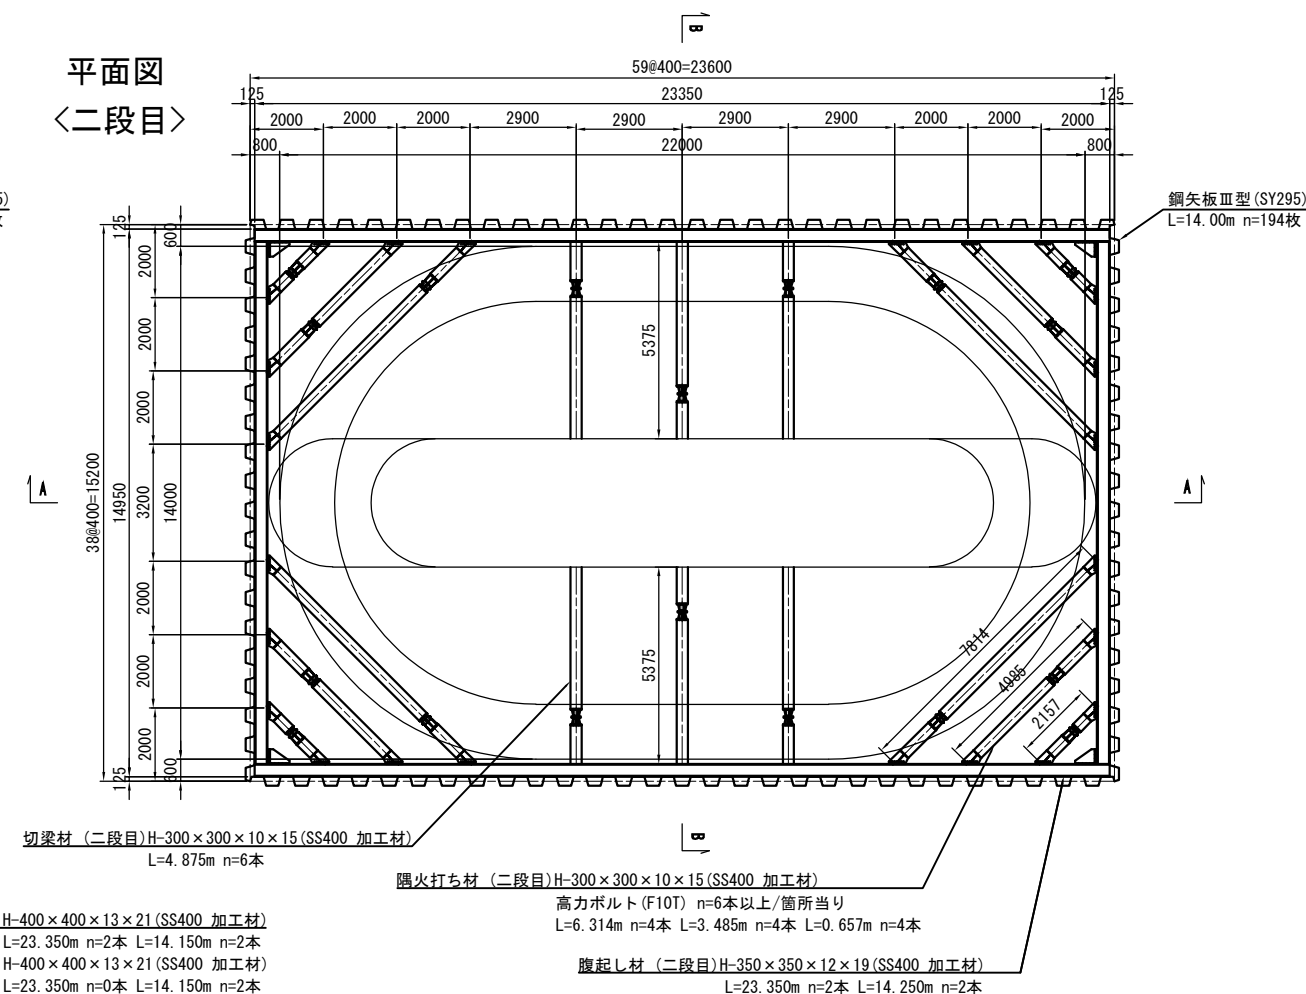 平面図
<二段目>
B
59@400=23600
125
23350
125
2000
2000
2000
2900
2900
2900
2900
2000
2000
2000
800
22000
800
鋼矢板Ⅲ型(SY295)
L=14.00m n=194枚
125
600
2000
2000
2000
3200
2000
2000
2000
38@400=15200
14950
14000
125
5375
5375
A
A
7814
4985
2157
B
切梁材 (二段目)H-300×300×10×15(SS400 加工材)
L=4.875m n=6本
隅火打ち材 (二段目)H-300×300×10×15(SS400 加工材)
高力ボルト(F10T) n=6本以上/箇所当り
L=6.314m n=4本 L=3.485m n=4本 L=0.657m n=4本
H-400×400×13×21(SS400 加工材)
L=23.350m n=2本 L=14.150m n=2本
H-400×400×13×21(SS400 加工材)
L=23.350m n=0本 L=14.150m n=2本
腹起し材 (二段目)H-350×350×12×19(SS400 加工材)
L=23.350m n=2本 L=14.250m n=2本